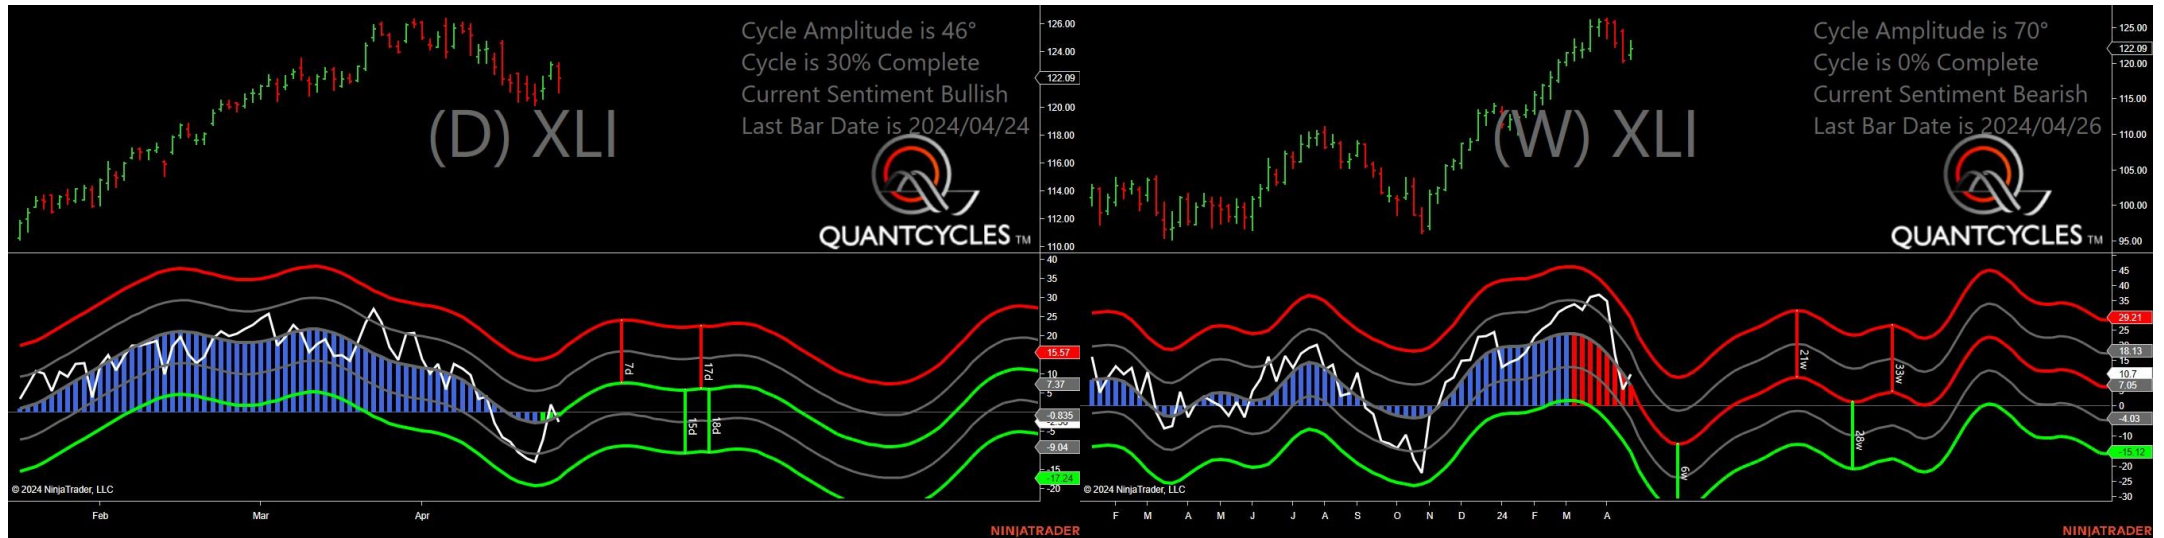 Cycle Amplitude is 46°
Cycle is 30% Complete
Current Sentiment Bullish
Last Bar Date is 2024/04/24
(D) XLI
QUANTCYCLES TM
126.00
124.00
122.09
120.00
118.00
116.00
114.00
112.00
110.00
40
35
30
25
20
15.57
10
7.37
5
-0.835
-5
-9.04
-15
-17.24
-20
7d
17d
15d
18d
© 2024 NinjaTrader, LLC
Feb Mar Apr
NINJATRADER
Cycle Amplitude is 70°
Cycle is 0% Complete
Current Sentiment Bearish
Last Bar Date is 2024/04/26
(W) XLI
QUANTCYCLES TM
125.00
122.09
120.00
115.00
110.00
105.00
100.00
95.00
45
40
35
29.21
25
18.13
15
10.7
7.05
0
-4.03
-10
-15.12
-20
-25
-30
21w
33w
28w
6w
© 2024 NinjaTrader, LLC
F M A M J J A S O N D 24 F M A
NINJATRADER